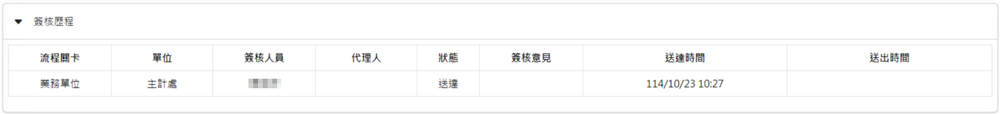 簽核歷程
流程關卡 單位 簽核人員 代理人 狀態 簽核意見 送達時間 送出時間
業務單位 主計處 送達 114/10/23 10:27